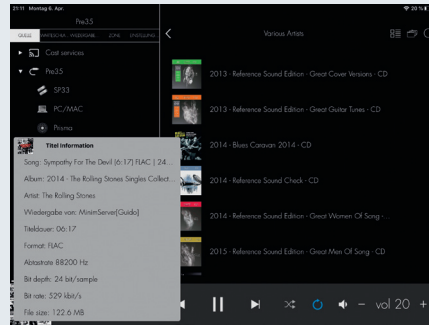 21:11 Montag 6. Apr.
20 %
Pre35
QUELLE
ZONE
Various Artists
Cast services
Pre35
SP33
PC/MAC
Prisma
2013 - Reference Sound Edition - Great Cover Versions - CD
2013 - Reference Sound Edition - Great Guitar Tunes - CD
2014 - Blues Caravan 2014 - CD
2014 - Reference Sound Check - CD
2014 - Reference Sound Edition - Great Women Of Song - ...
2015 - Reference Sound Edition - Great Men Of Song - CD
Titel Information
Song: Sympathy For The Devil (6:17) FLAC | 24...
Album: 2014 - The Rolling Stones Singles Collect...
Artist: The Rolling Stones
Wiedergabe von: MinimServer[Guido]
Titeldauer: 06:17
Format: FLAC
Abtastrate 88200 Hz
Bit depth: 24 bit/sample
Bit rate: 529 kbit/s
File size: 122.6 MB
- vol 20 +